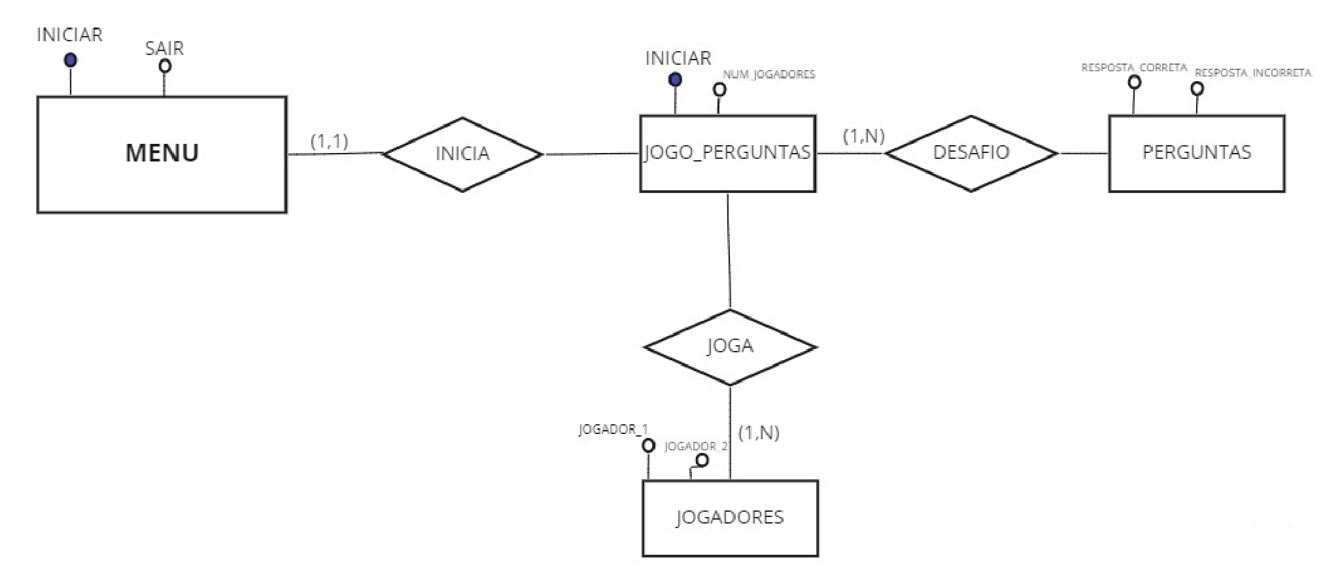 INICIAR
SAIR
MENU
(1,1)
INICIA
INICIAR
NUM_JOGADORES
JOGO_PERGUNTAS
(1,N)
DESAFIO
RESPOSTA_CORRETA
RESPOSTA_INCORRETA
PERGUNTAS
JOGA
(1,N)
JOGADOR_1
JOGADOR_2
JOGADORES